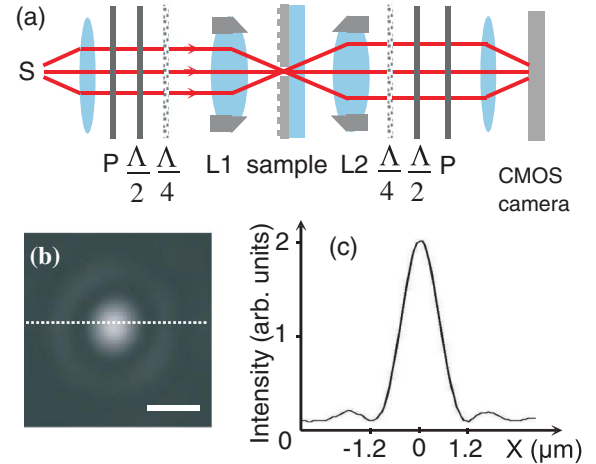 (a)
S
P Λ/2 Λ/4 L1 sample L2 Λ/4 Λ/2 P
CMOS
camera
(b)
(c)
Intensity (arb. units)
2
1
0
-1.2 0 1.2 X (μm)